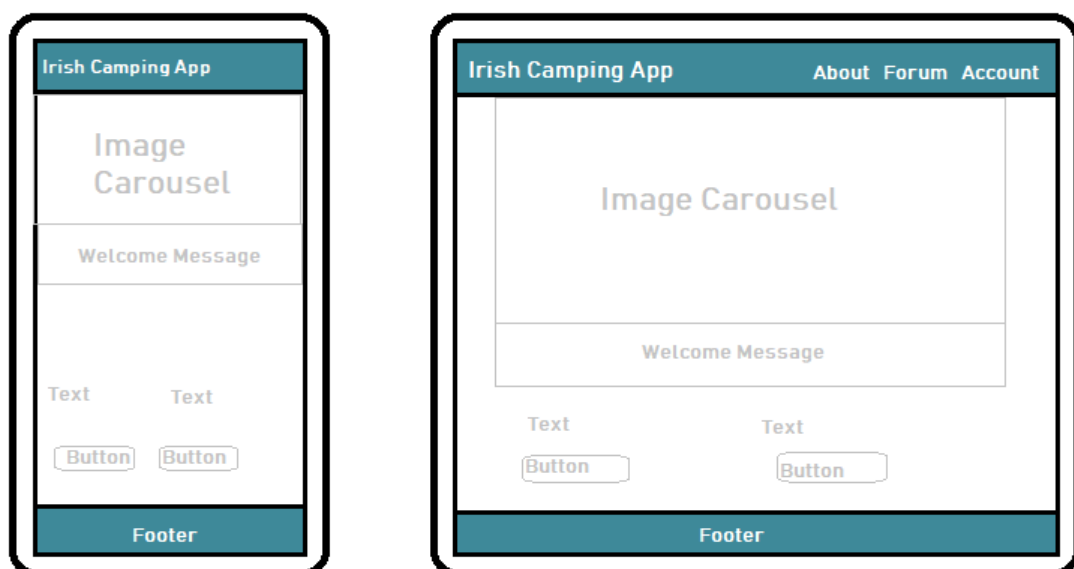 Irish Camping App
Image
Carousel
Welcome Message
Text Text
Button Button
Footer
Irish Camping App About Forum Account
Image Carousel
Welcome Message
Text Text
Button Button
Footer